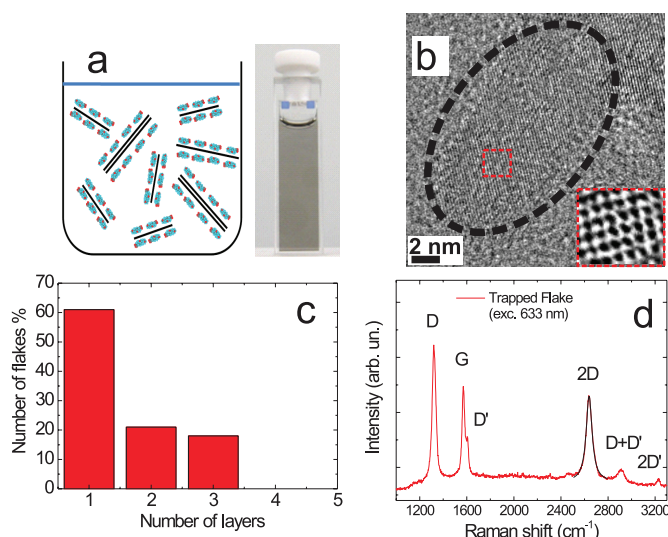 a
b
2 nm
c
Number of flakes %
70
60
50
40
30
20
10
0
1
2
3
4
5
Number of layers
d
Trapped Flake
(exc. 633 nm)
D
G
D'
2D
D+D'
2D'
Intensity (arb. un.)
1200
1600
2000
2400
2800
3200
Raman shift (cm⁻¹)